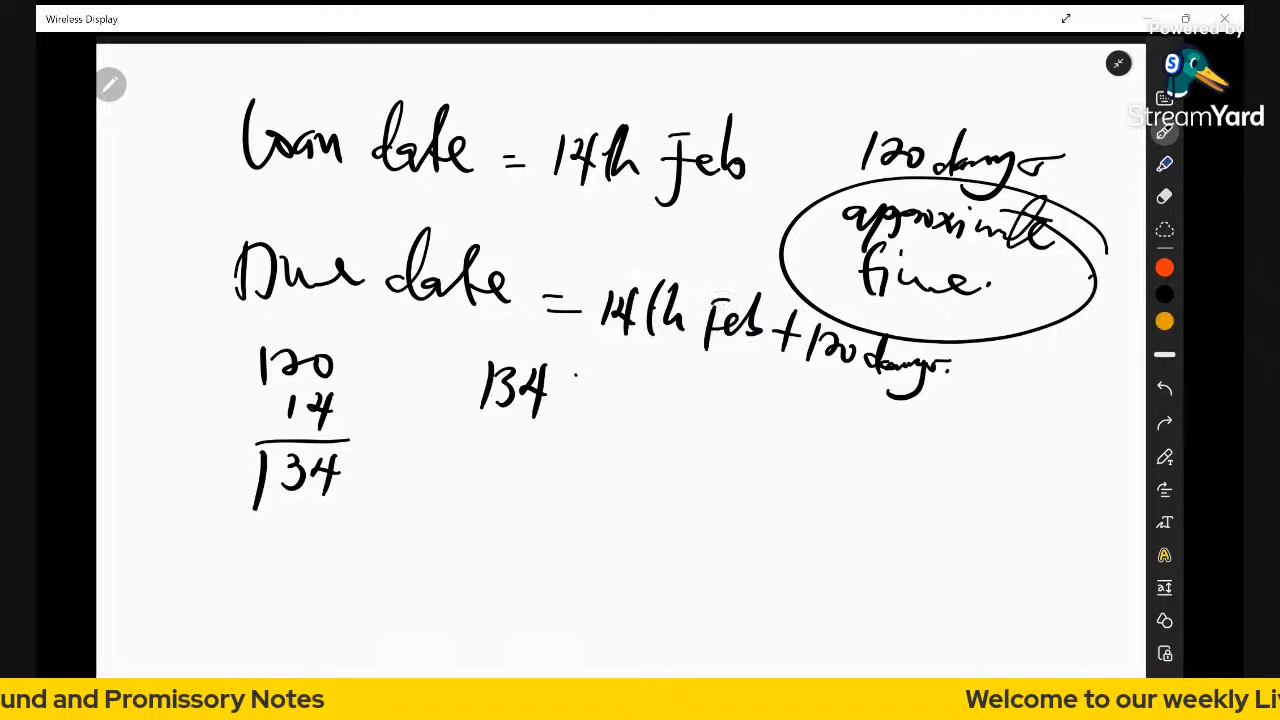 Wireless Display
Powered by
StreamYard
Loan date = 14th Feb
120 days
approximate
time.
Due date = 14th Feb + 120 days.
120
14
134
134
und and Promissory Notes
Welcome to our weekly Li